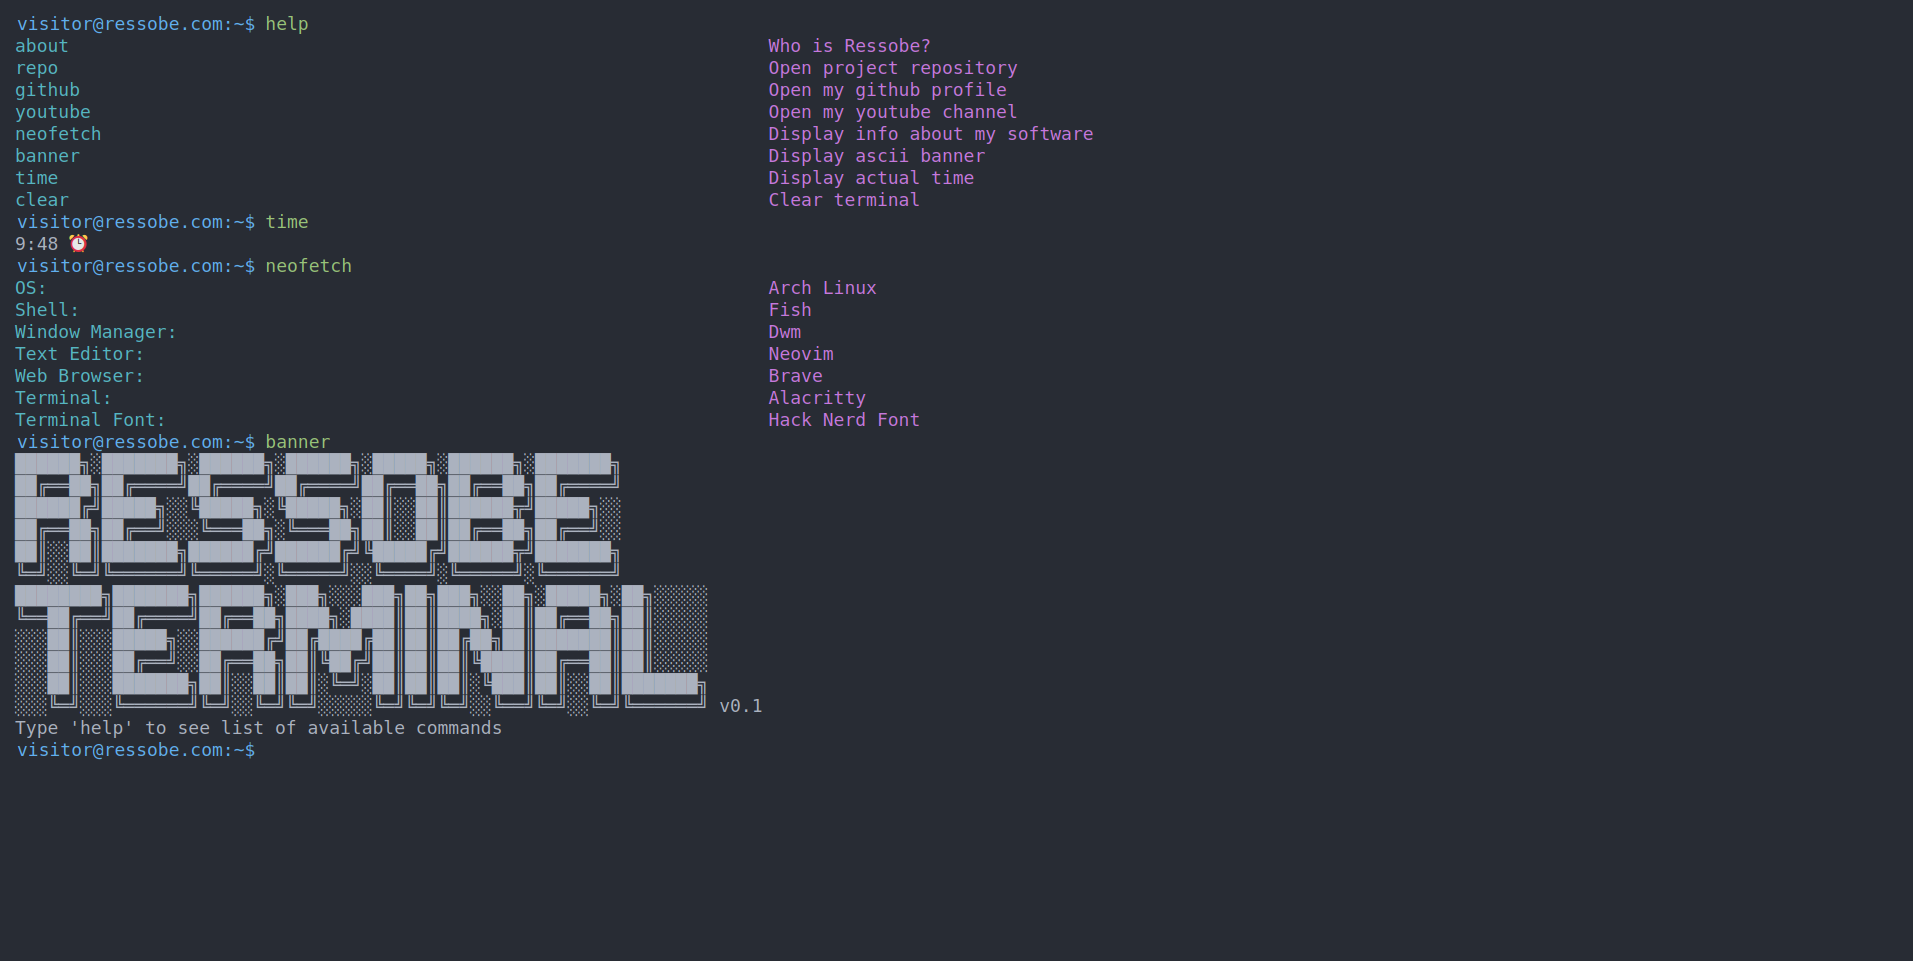 visitor@ressobe.com:~$ help
about Who is Ressobe?
repo Open project repository
github Open my github profile
youtube Open my youtube channel
neofetch Display info about my software
banner Display ascii banner
time Display actual time
clear Clear terminal
visitor@ressobe.com:~$ time
9:48 ⏰
visitor@ressobe.com:~$ neofetch
OS: Arch Linux
Shell: Fish
Window Manager: Dwm
Text Editor: Neovim
Web Browser: Brave
Terminal: Alacritty
Terminal Font: Hack Nerd Font
visitor@ressobe.com:~$ banner
RESSOBE
TERMINAL v0.1
Type 'help' to see list of available commands
visitor@ressobe.com:~$